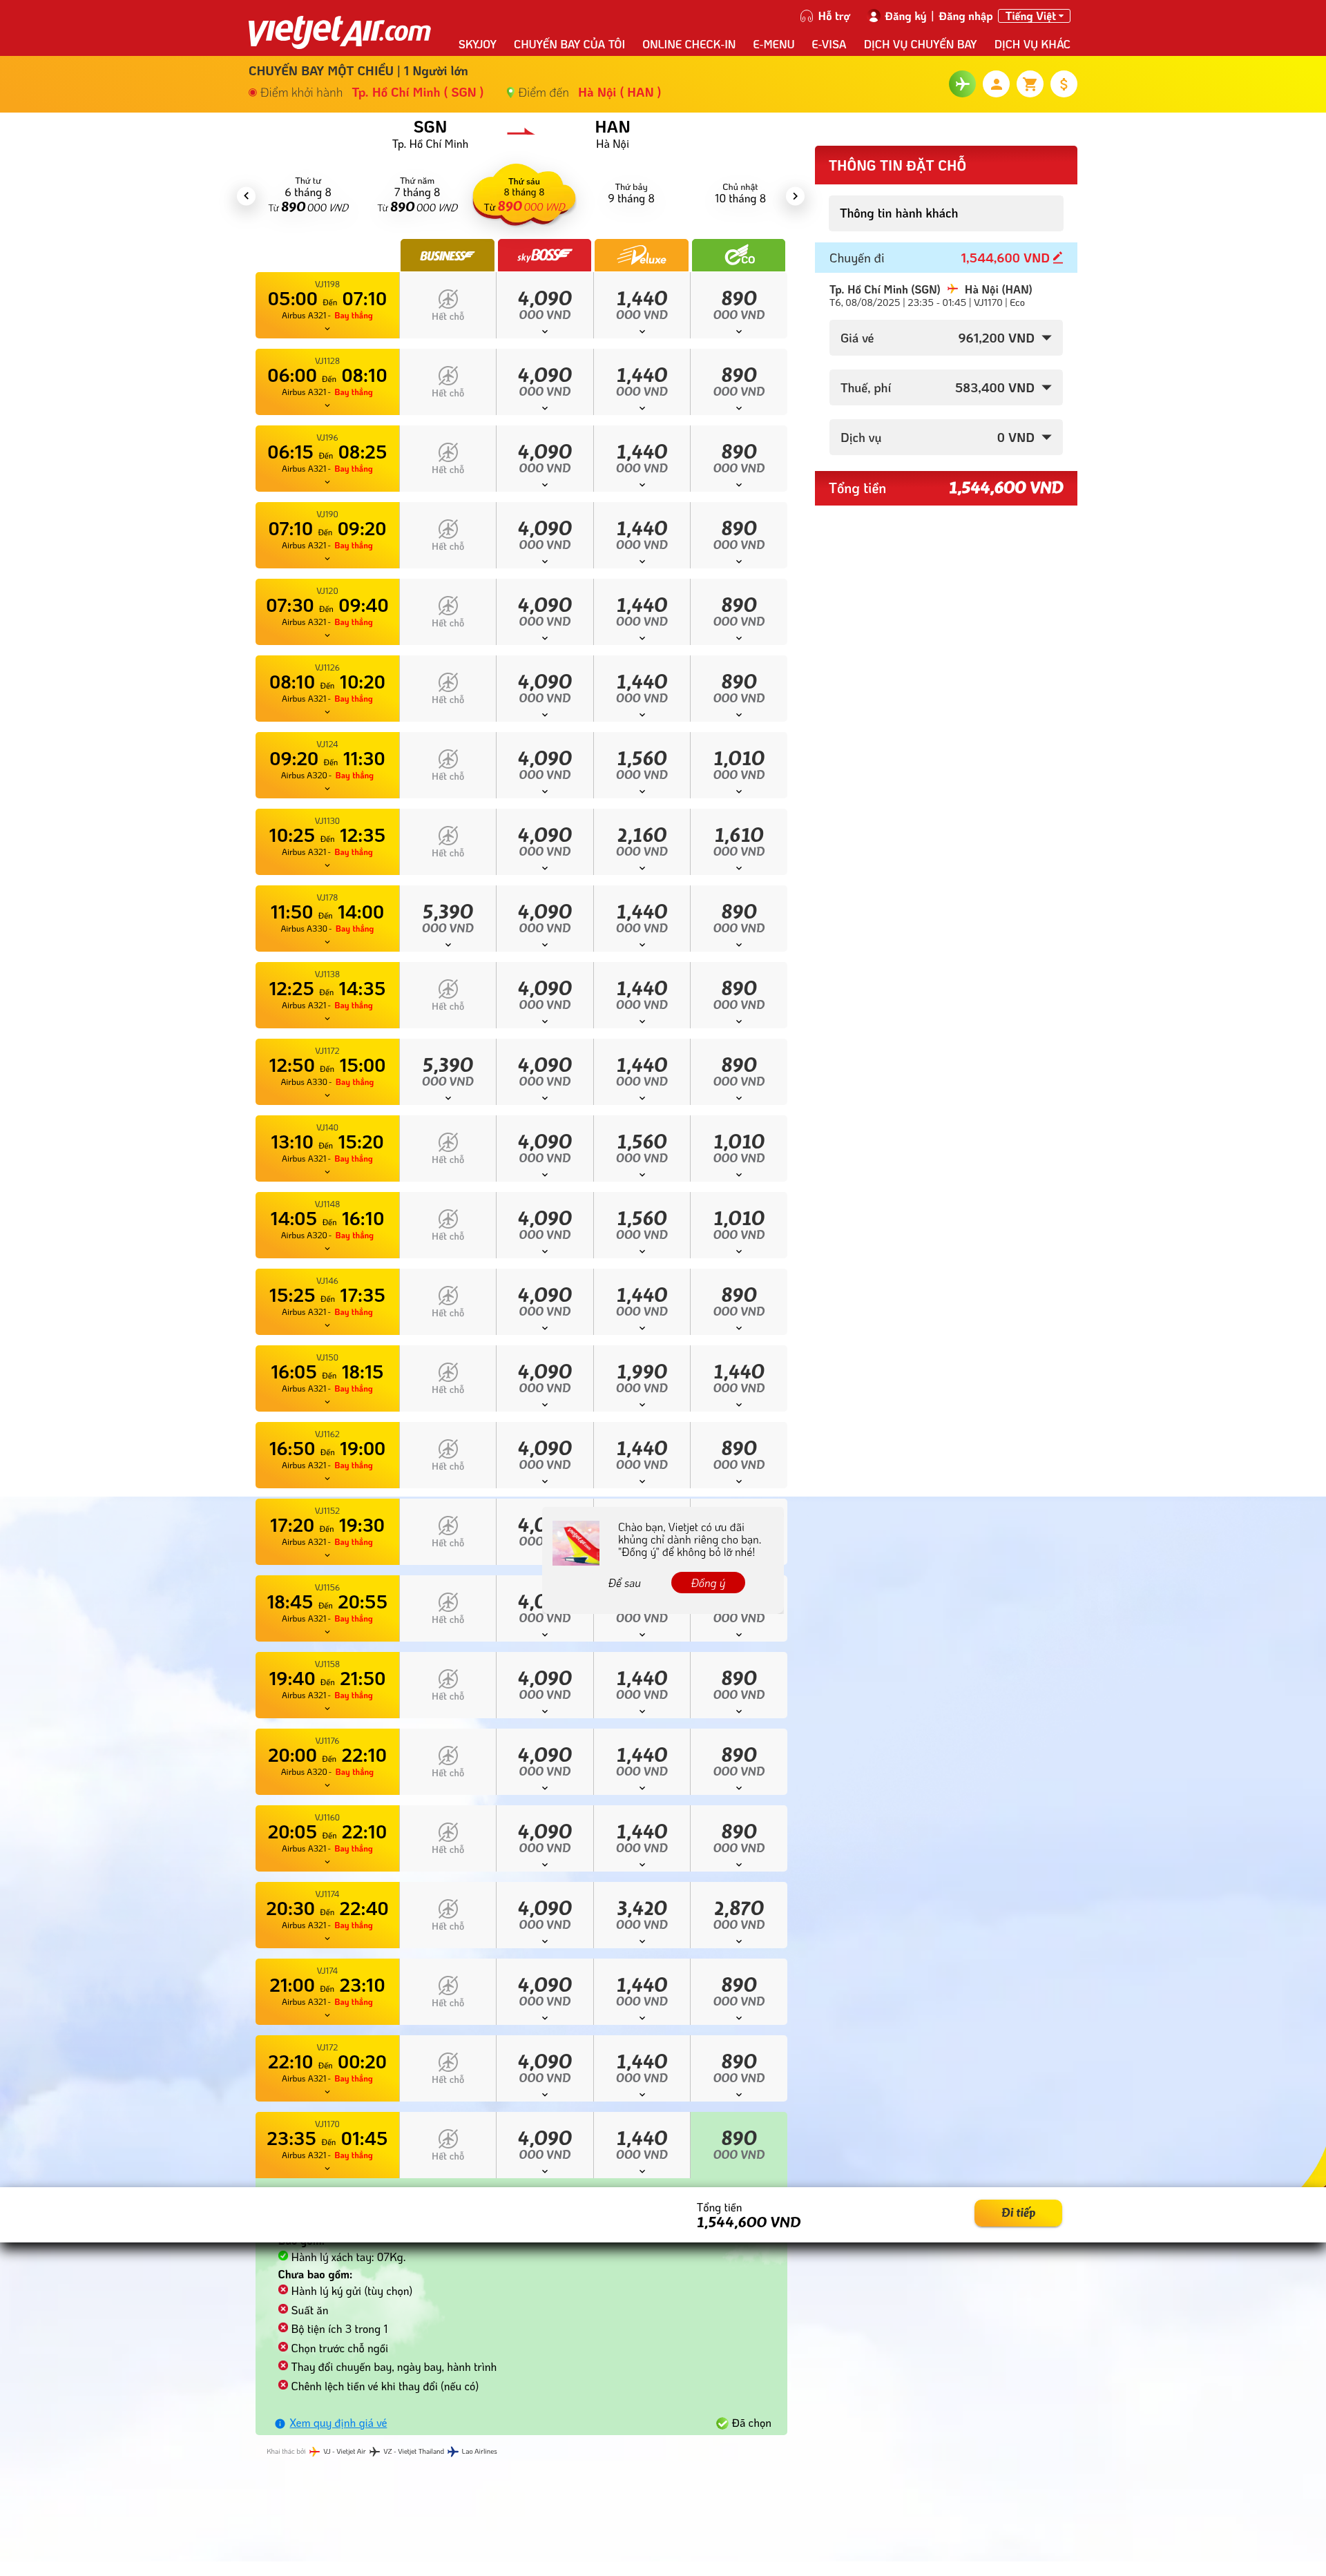 vietjetAir.com
Hỗ trợ Đăng ký | Đăng nhập Tiếng Việt
SKYJOY CHUYẾN BAY CỦA TÔI ONLINE CHECK-IN E-MENU E-VISA DỊCH VỤ CHUYẾN BAY DỊCH VỤ KHÁC
CHUYẾN BAY MỘT CHIỀU | 1 Người lớn
Điểm khởi hành Tp. Hồ Chí Minh ( SGN ) Điểm đến Hà Nội ( HAN )
SGN HAN
Tp. Hồ Chí Minh Hà Nội
Thứ tư
6 tháng 8
Từ 890 000 VND
Thứ năm
7 tháng 8
Từ 890 000 VND
Thứ sáu
8 tháng 8
Từ 890 000 VND
Thứ bảy
9 tháng 8
Chủ nhật
10 tháng 8
BUSINESS skyBOSS Deluxe Eco
VJ1198
05:00 Đến 07:10 4,090 1,440 890
Airbus A321 - Bay thẳng Hết chỗ 000 VND 000 VND 000 VND
VJ1128
06:00 Đến 08:10 4,090 1,440 890
Airbus A321 - Bay thẳng Hết chỗ 000 VND 000 VND 000 VND
VJ196
06:15 Đến 08:25 4,090 1,440 890
Airbus A321 - Bay thẳng Hết chỗ 000 VND 000 VND 000 VND
VJ190
07:10 Đến 09:20 4,090 1,440 890
Airbus A321 - Bay thẳng Hết chỗ 000 VND 000 VND 000 VND
VJ120
07:30 Đến 09:40 4,090 1,440 890
Airbus A321 - Bay thẳng Hết chỗ 000 VND 000 VND 000 VND
VJ1126
08:10 Đến 10:20 4,090 1,440 890
Airbus A321 - Bay thẳng Hết chỗ 000 VND 000 VND 000 VND
VJ124
09:20 Đến 11:30 4,090 1,560 1,010
Airbus A320 - Bay thẳng Hết chỗ 000 VND 000 VND 000 VND
VJ1130
10:25 Đến 12:35 4,090 2,160 1,610
Airbus A321 - Bay thẳng Hết chỗ 000 VND 000 VND 000 VND
VJ178
11:50 Đến 14:00 5,390 4,090 1,440 890
Airbus A330 - Bay thẳng 000 VND 000 VND 000 VND 000 VND
VJ1138
12:25 Đến 14:35 4,090 1,440 890
Airbus A321 - Bay thẳng Hết chỗ 000 VND 000 VND 000 VND
VJ1172
12:50 Đến 15:00 5,390 4,090 1,440 890
Airbus A330 - Bay thẳng 000 VND 000 VND 000 VND 000 VND
VJ140
13:10 Đến 15:20 4,090 1,560 1,010
Airbus A321 - Bay thẳng Hết chỗ 000 VND 000 VND 000 VND
VJ1148
14:05 Đến 16:10 4,090 1,560 1,010
Airbus A320 - Bay thẳng Hết chỗ 000 VND 000 VND 000 VND
VJ146
15:25 Đến 17:35 4,090 1,440 890
Airbus A321 - Bay thẳng Hết chỗ 000 VND 000 VND 000 VND
VJ150
16:05 Đến 18:15 4,090 1,990 1,440
Airbus A321 - Bay thẳng Hết chỗ 000 VND 000 VND 000 VND
VJ1162
16:50 Đến 19:00 4,090 1,440 890
Airbus A321 - Bay thẳng Hết chỗ 000 VND 000 VND 000 VND
VJ1152
17:20 Đến 19:30
Airbus A321 - Bay thẳng Hết chỗ
Chào bạn, Vietjet có ưu đãi
khủng chỉ dành riêng cho bạn.
"Đồng ý" để không bỏ lỡ nhé!
Để sau Đồng ý
VJ1156
18:45 Đến 20:55
Airbus A321 - Bay thẳng Hết chỗ 000 VND 000 VND 000 VND
VJ1158
19:40 Đến 21:50 4,090 1,440 890
Airbus A321 - Bay thẳng Hết chỗ 000 VND 000 VND 000 VND
VJ1176
20:00 Đến 22:10 4,090 1,440 890
Airbus A320 - Bay thẳng Hết chỗ 000 VND 000 VND 000 VND
VJ1160
20:05 Đến 22:10 4,090 1,440 890
Airbus A321 - Bay thẳng Hết chỗ 000 VND 000 VND 000 VND
VJ1174
20:30 Đến 22:40 4,090 3,420 2,870
Airbus A321 - Bay thẳng Hết chỗ 000 VND 000 VND 000 VND
VJ174
21:00 Đến 23:10 4,090 1,440 890
Airbus A321 - Bay thẳng Hết chỗ 000 VND 000 VND 000 VND
VJ172
22:10 Đến 00:20 4,090 1,440 890
Airbus A321 - Bay thẳng Hết chỗ 000 VND 000 VND 000 VND
VJ1170
23:35 Đến 01:45 4,090 1,440 890
Airbus A321 - Bay thẳng Hết chỗ 000 VND 000 VND 000 VND
Tổng tiền
1,544,600 VND
Đi tiếp
Hành lý xách tay: 07Kg.
Chưa bao gồm:
Hành lý ký gửi (tùy chọn)
Suất ăn
Bộ tiện ích 3 trong 1
Chọn trước chỗ ngồi
Thay đổi chuyến bay, ngày bay, hành trình
Chênh lệch tiền vé khi thay đổi (nếu có)
Xem quy định giá vé Đã chọn
Khai thác bởi VJ - Vietjet Air VZ - Vietjet Thailand Lao Airlines
THÔNG TIN ĐẶT CHỖ
Thông tin hành khách
Chuyến đi 1,544,600 VND
Tp. Hồ Chí Minh (SGN) Hà Nội (HAN)
T6, 08/08/2025 | 23:35 - 01:45 | VJ1170 | Eco
Giá vé 961,200 VND
Thuế, phí 583,400 VND
Dịch vụ 0 VND
Tổng tiền 1,544,600 VND